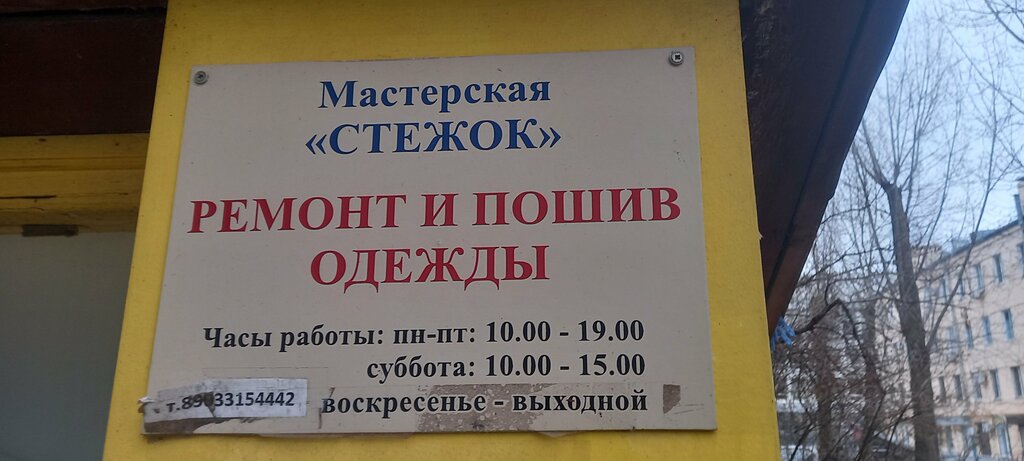 Мастерская
«СТЕЖОК»
РЕМОНТ И ПОШИВ
ОДЕЖДЫ
Часы работы: пн-пт: 10.00 - 19.00
суббота: 10.00 - 15.00
т.89033154442 воскресенье - выходной